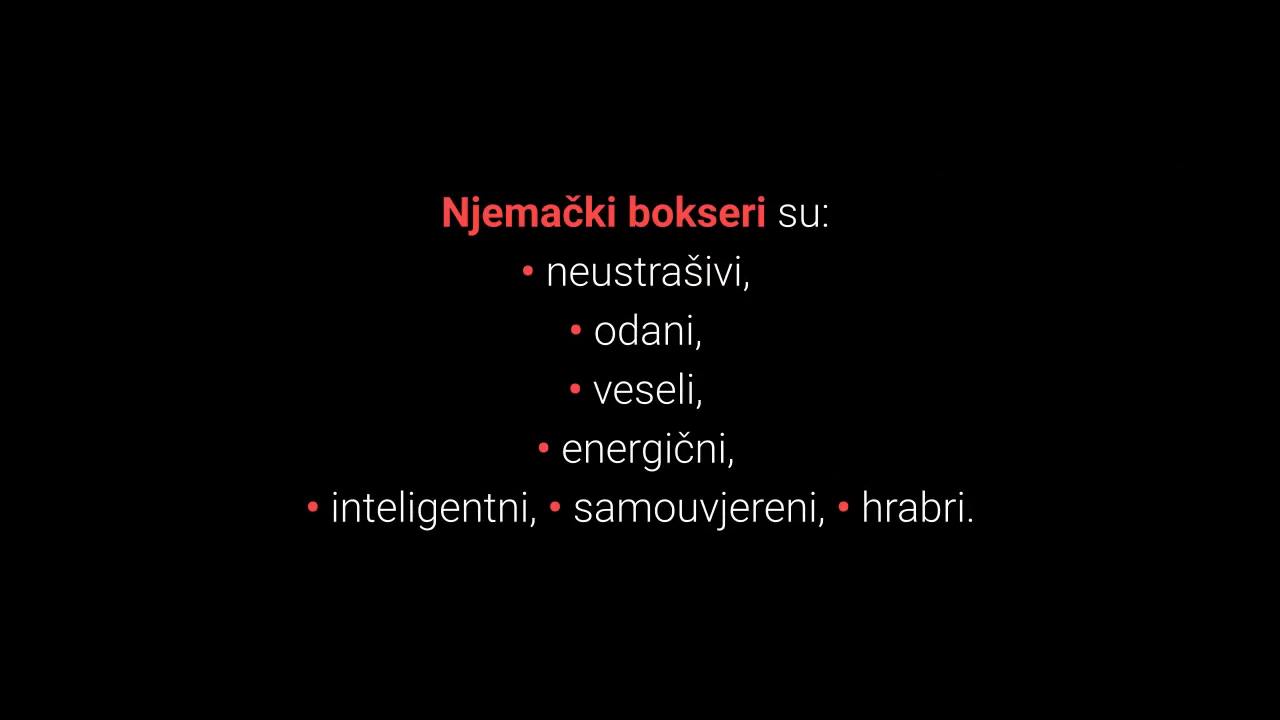 Njemački bokseri su:
• neustrašivi,
• odani,
• veseli,
• energični,
• inteligentni, • samouvjereni, • hrabri.